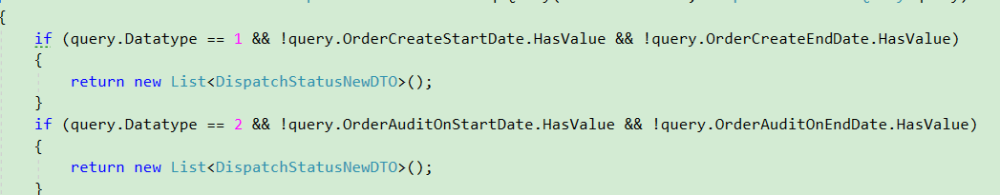 {
if (query.Datatype == 1 && !query.OrderCreateStartDate.HasValue && !query.OrderCreateEndDate.HasValue)
{
return new List<DispatchStatusNewDTO>();
}
if (query.Datatype == 2 && !query.OrderAuditOnStartDate.HasValue && !query.OrderAuditOnEndDate.HasValue)
{
return new List<DispatchStatusNewDTO>();
}